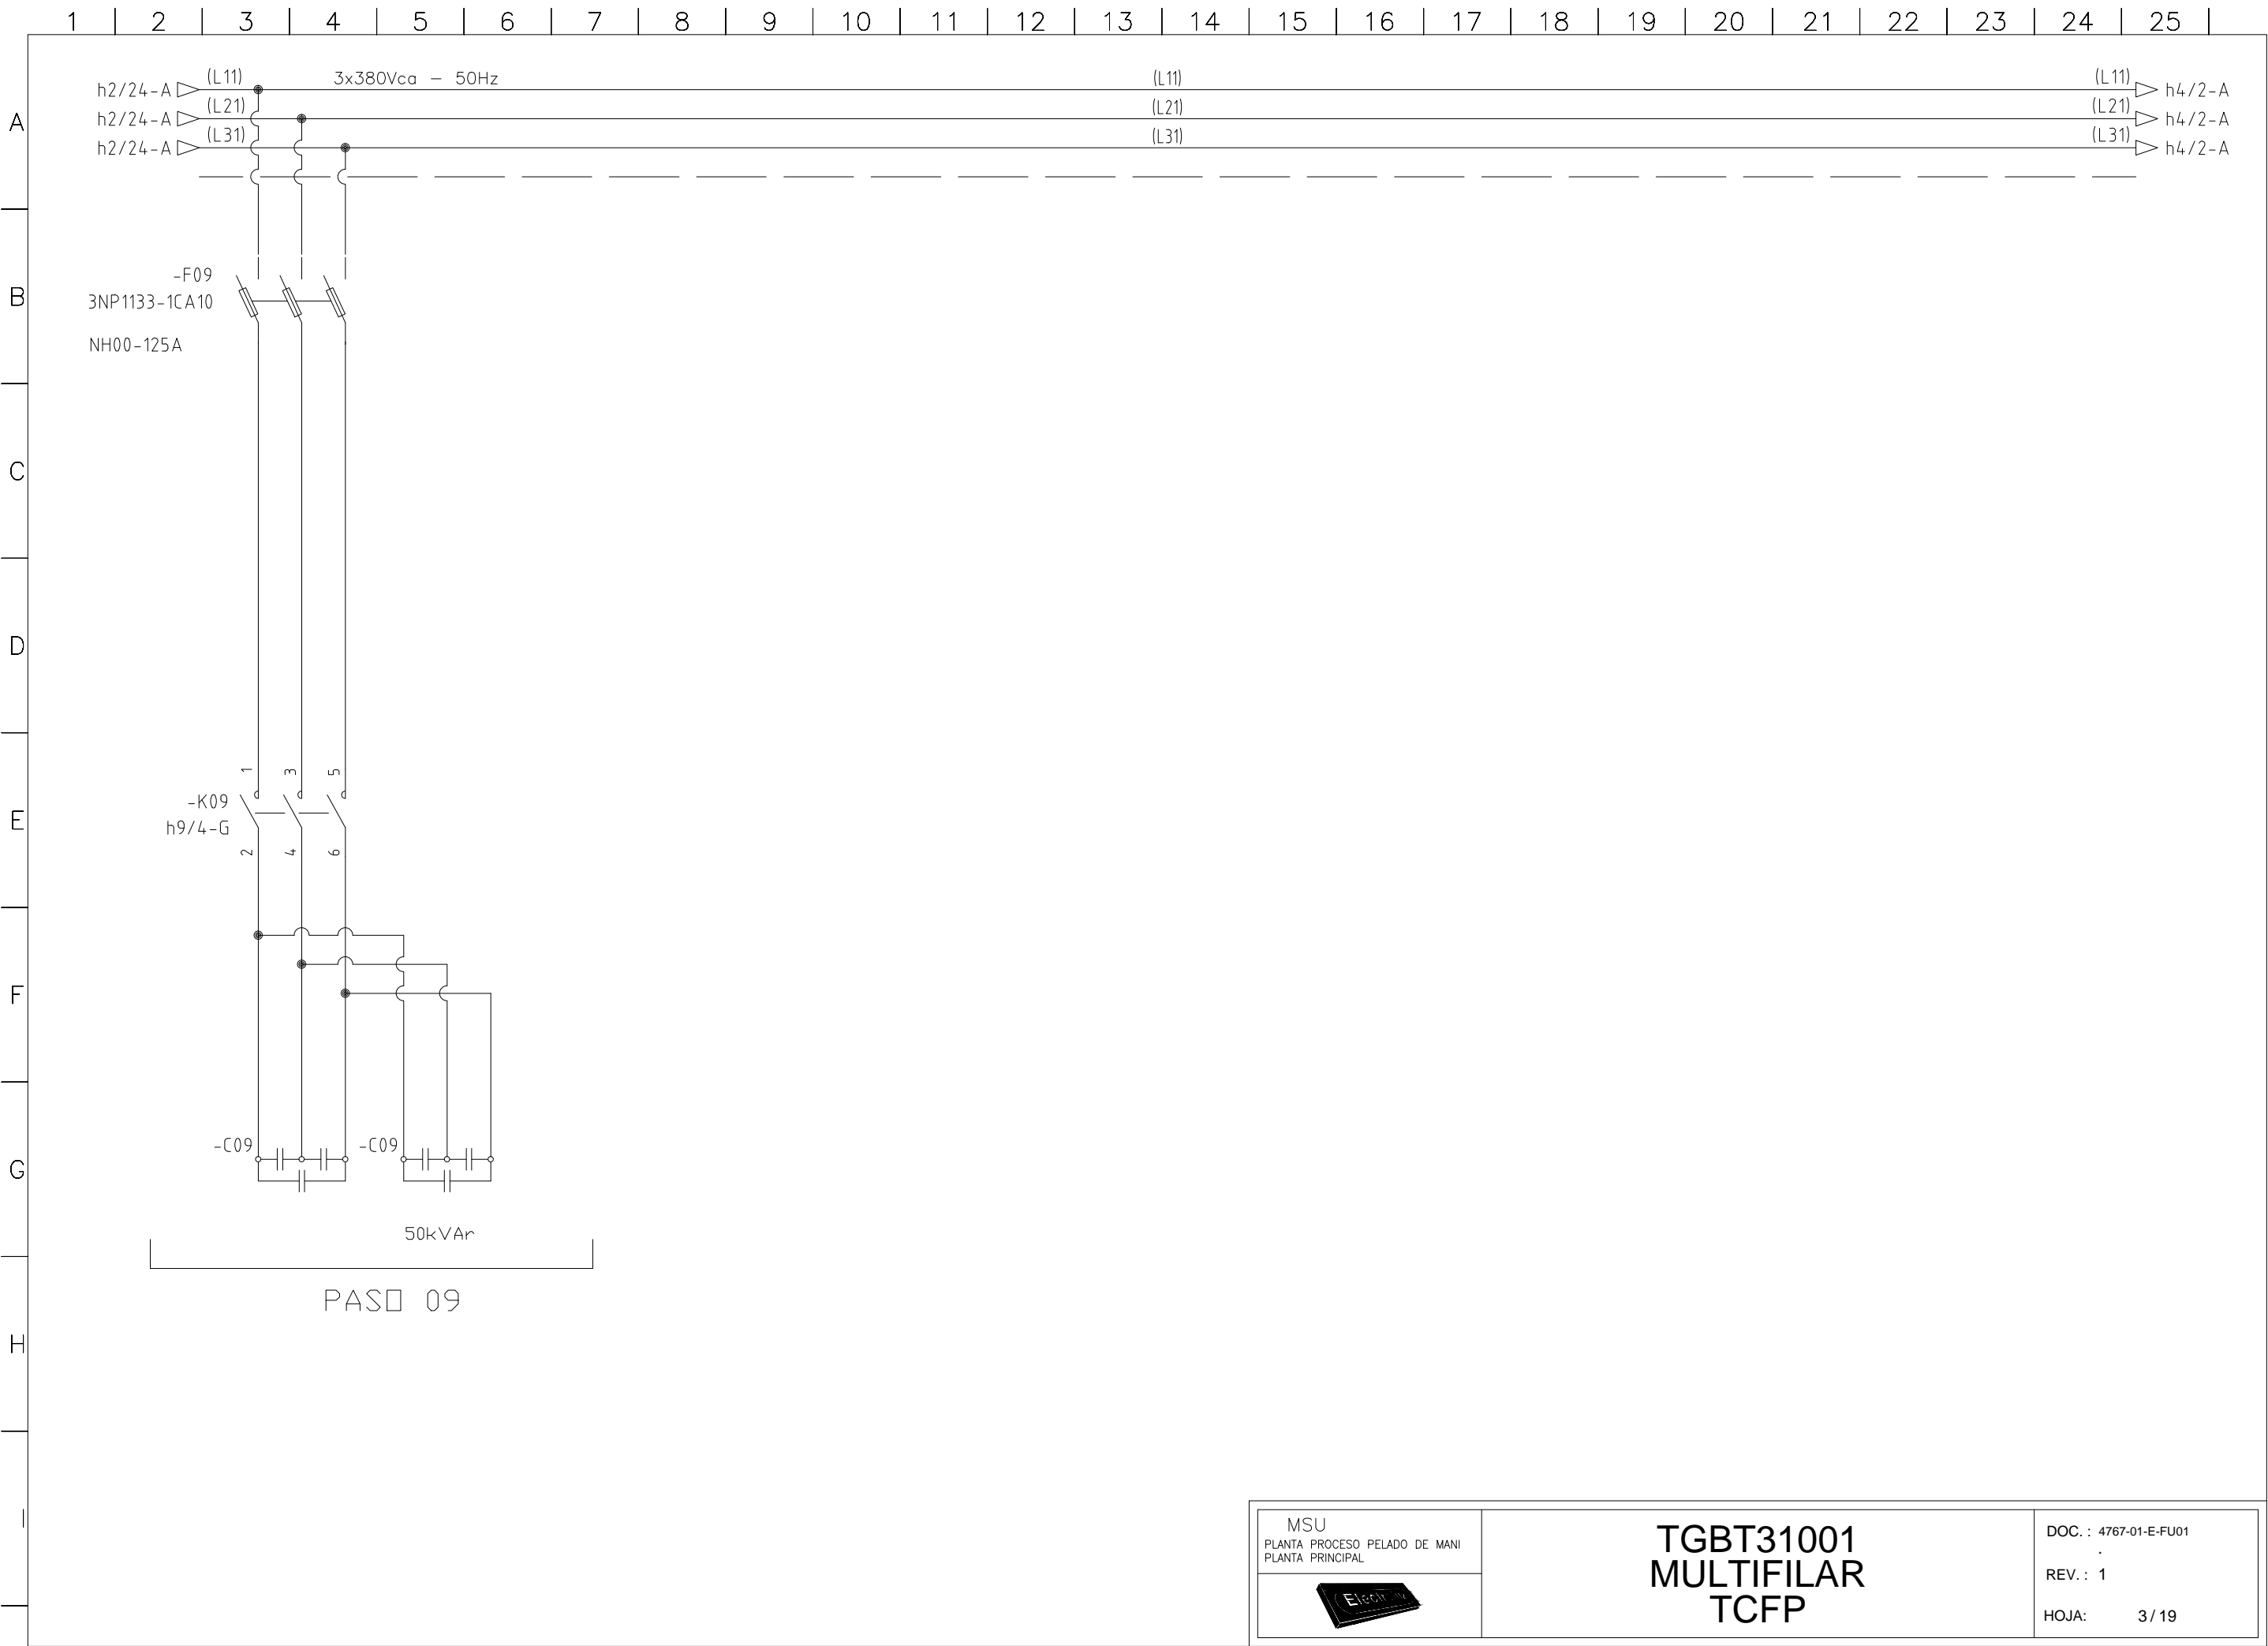 1 2 3 4 5 6 7 8 9 10 11 12 13 14 15 16 17 18 19 20 21 22 23 24 25
A
B
C
D
E
F
G
H
I
h2/24-A (L11) 3x380Vca - 50Hz (L11) (L11) h4/2-A
h2/24-A (L21) (L21) (L21) h4/2-A
h2/24-A (L31) (L31) (L31) h4/2-A
-F09
3NP1133-1CA10
NH00-125A
1 3 5
-K09
h9/4-G
2 4 6
-C09 -C09
50kVAr
PASO 09
MSU
PLANTA PROCESO PELADO DE MANI
PLANTA PRINCIPAL
TGBT31001
MULTIFILAR
TCFP
DOC. : 4767-01-E-FU01
.
REV. : 1
HOJA: 3 / 19